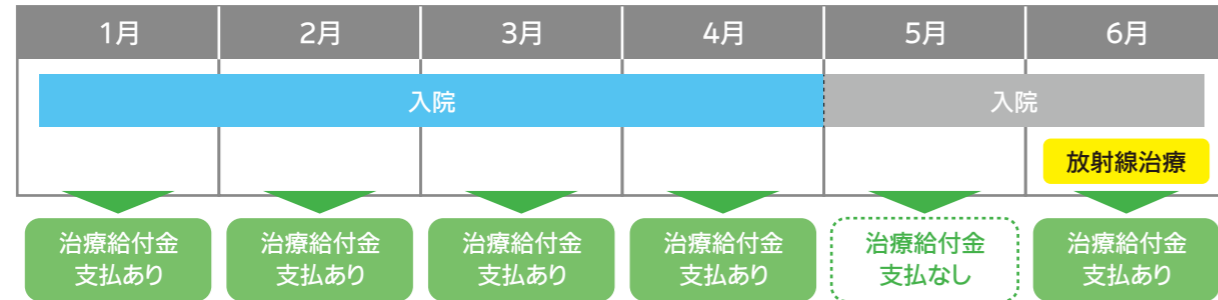 1月 2月 3月 4月 5月 6月
入院 入院
放射線治療
治療給付金 治療給付金 治療給付金 治療給付金 治療給付金 治療給付金
支払あり 支払あり 支払あり 支払あり 支払なし 支払あり